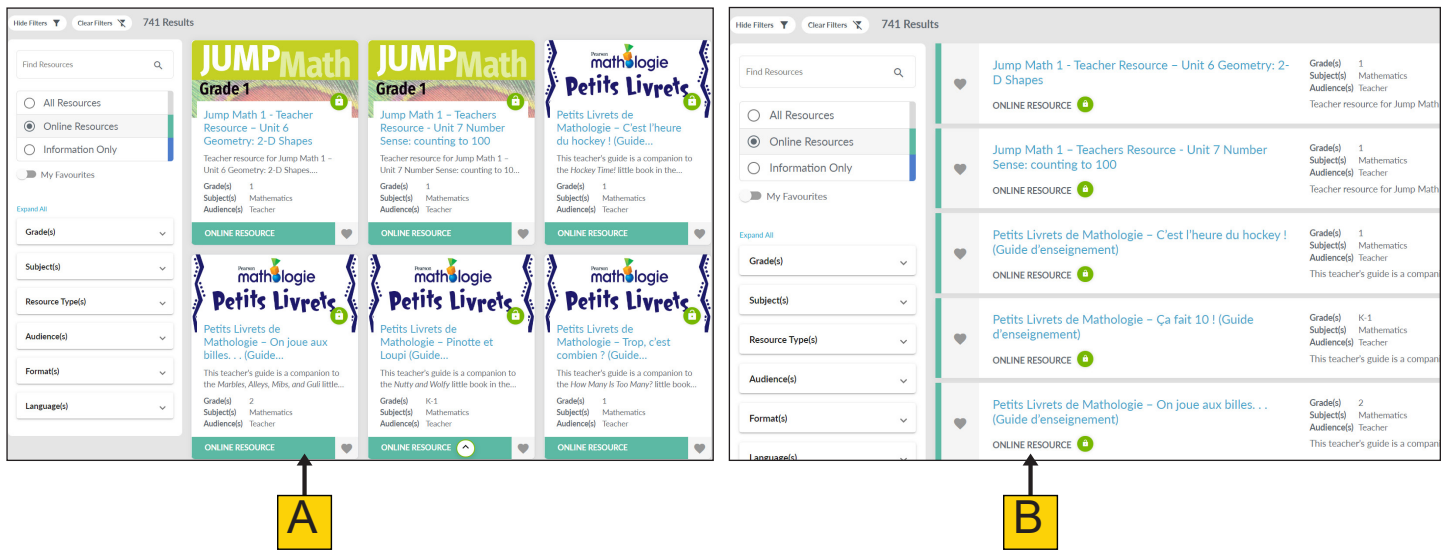 Hide Filters Clear Filters 741 Results
Find Resources
All Resources
Online Resources
Information Only
My Favourites
Expand All
Grade(s)
Subject(s)
Resource Type(s)
Audience(s)
Format(s)
Language(s)
JUMP Math
Grade 1
Jump Math 1 - Teacher
Resource – Unit 6
Geometry: 2-D Shapes
Teacher resource for Jump Math 1 –
Unit 6 Geometry: 2-D Shapes....
Grade(s) 1
Subject(s) Mathematics
Audience(s) Teacher
ONLINE RESOURCE
JUMP Math
Grade 1
Jump Math 1 – Teachers
Resource - Unit 7 Number
Sense: counting to 100
Teacher resource for Jump Math 1 –
Unit 7 Number Sense: counting to 10...
Grade(s) 1
Subject(s) Mathematics
Audience(s) Teacher
ONLINE RESOURCE
Pearson
mathologie
Petits Livrets
Petits Livrets de
Mathologie – C'est l'heure
du hockey ! (Guide...
This teacher's guide is a companion to
the Hockey Time! little book in the...
Grade(s) 1
Subject(s) Mathematics
Audience(s) Teacher
ONLINE RESOURCE
Pearson
mathologie
Petits Livrets
Petits Livrets de
Mathologie – On joue aux
billes. . . (Guide...
This teacher's guide is a companion to
the Marbles, Alleys, Mibs, and Guli little...
Grade(s) 2
Subject(s) Mathematics
Audience(s) Teacher
ONLINE RESOURCE
Pearson
mathologie
Petits Livrets
Petits Livrets de
Mathologie – Pinotte et
Loupi (Guide...
This teacher's guide is a companion to
the Nutty and Wolfy little book in the...
Grade(s) K-1
Subject(s) Mathematics
Audience(s) Teacher
ONLINE RESOURCE
Pearson
mathologie
Petits Livrets
Petits Livrets de
Mathologie – Trop, c'est
combien ? (Guide...
This teacher's guide is a companion to
the How Many Is Too Many? little book...
Grade(s) 1
Subject(s) Mathematics
Audience(s) Teacher
ONLINE RESOURCE
A
Hide Filters Clear Filters 741 Results
Find Resources
All Resources
Online Resources
Information Only
My Favourites
Expand All
Grade(s)
Subject(s)
Resource Type(s)
Audience(s)
Format(s)
Language(s)
Jump Math 1 - Teacher Resource – Unit 6 Geometry: 2-
D Shapes
ONLINE RESOURCE
Grade(s) 1
Subject(s) Mathematics
Audience(s) Teacher
Teacher resource for Jump Math
Jump Math 1 – Teachers Resource - Unit 7 Number
Sense: counting to 100
ONLINE RESOURCE
Grade(s) 1
Subject(s) Mathematics
Audience(s) Teacher
Teacher resource for Jump Math
Petits Livrets de Mathologie – C'est l'heure du hockey !
(Guide d'enseignement)
ONLINE RESOURCE
Grade(s) 1
Subject(s) Mathematics
Audience(s) Teacher
This teacher's guide is a compan
Petits Livrets de Mathologie – Ça fait 10 ! (Guide
d'enseignement)
ONLINE RESOURCE
Grade(s) K-1
Subject(s) Mathematics
Audience(s) Teacher
This teacher's guide is a compan
Petits Livrets de Mathologie – On joue aux billes. . .
(Guide d'enseignement)
ONLINE RESOURCE
Grade(s) 2
Subject(s) Mathematics
Audience(s) Teacher
This teacher's guide is a compan
B